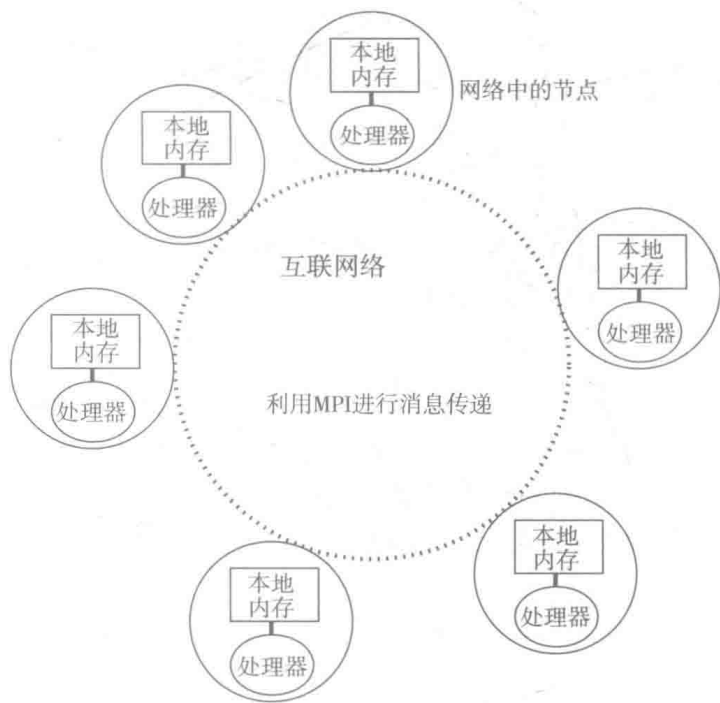 本地
内存
处理器
网络中的节点
本地
内存
处理器
互联网络
本地
内存
处理器
本地
内存
处理器
利用MPI进行消息传递
本地
内存
处理器
本地
内存
处理器